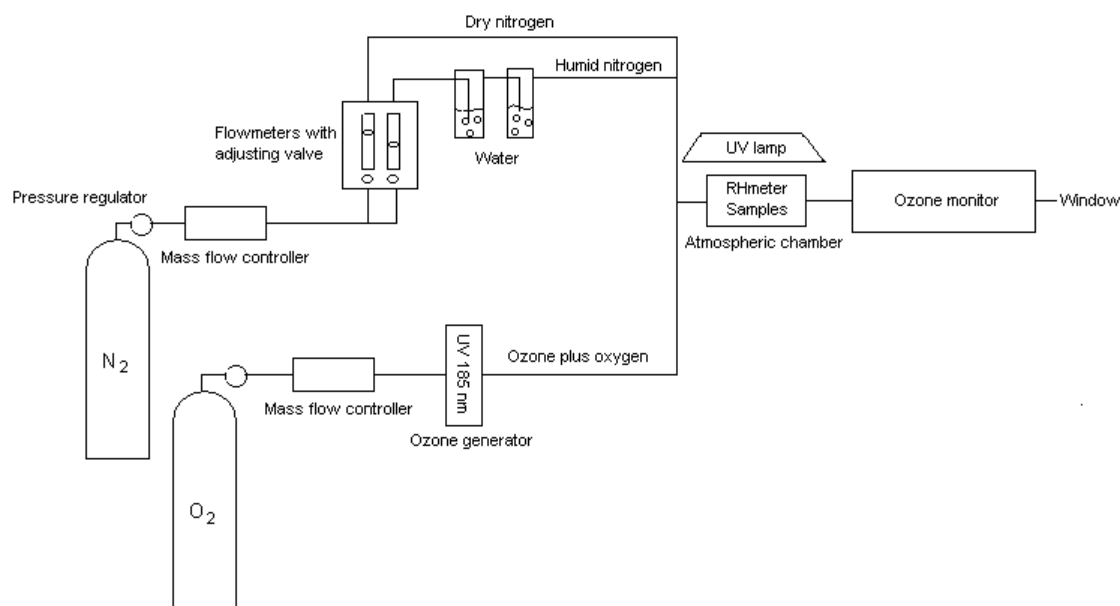 Dry nitrogen
Humid nitrogen
Flowmeters with
adjusting valve
Water
UV lamp
Pressure regulator
RHmeter
Samples
Ozone monitor
Window
Atmospheric chamber
Mass flow controller
N2
UV 185 nm
Ozone plus oxygen
Mass flow controller
Ozone generator
O2